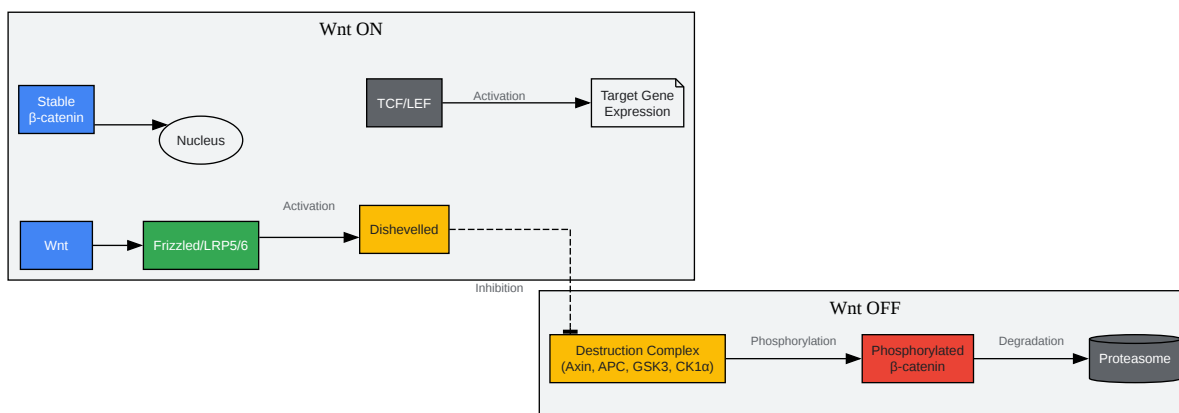 Wnt ON
Stable
β-catenin
Nucleus
TCF/LEF
Activation
Target Gene
Expression
Wnt
Frizzled/LRP5/6
Activation
Dishevelled
Inhibition
Wnt OFF
Destruction Complex
(Axin, APC, GSK3, CK1α)
Phosphorylation
Phosphorylated
β-catenin
Degradation
Proteasome